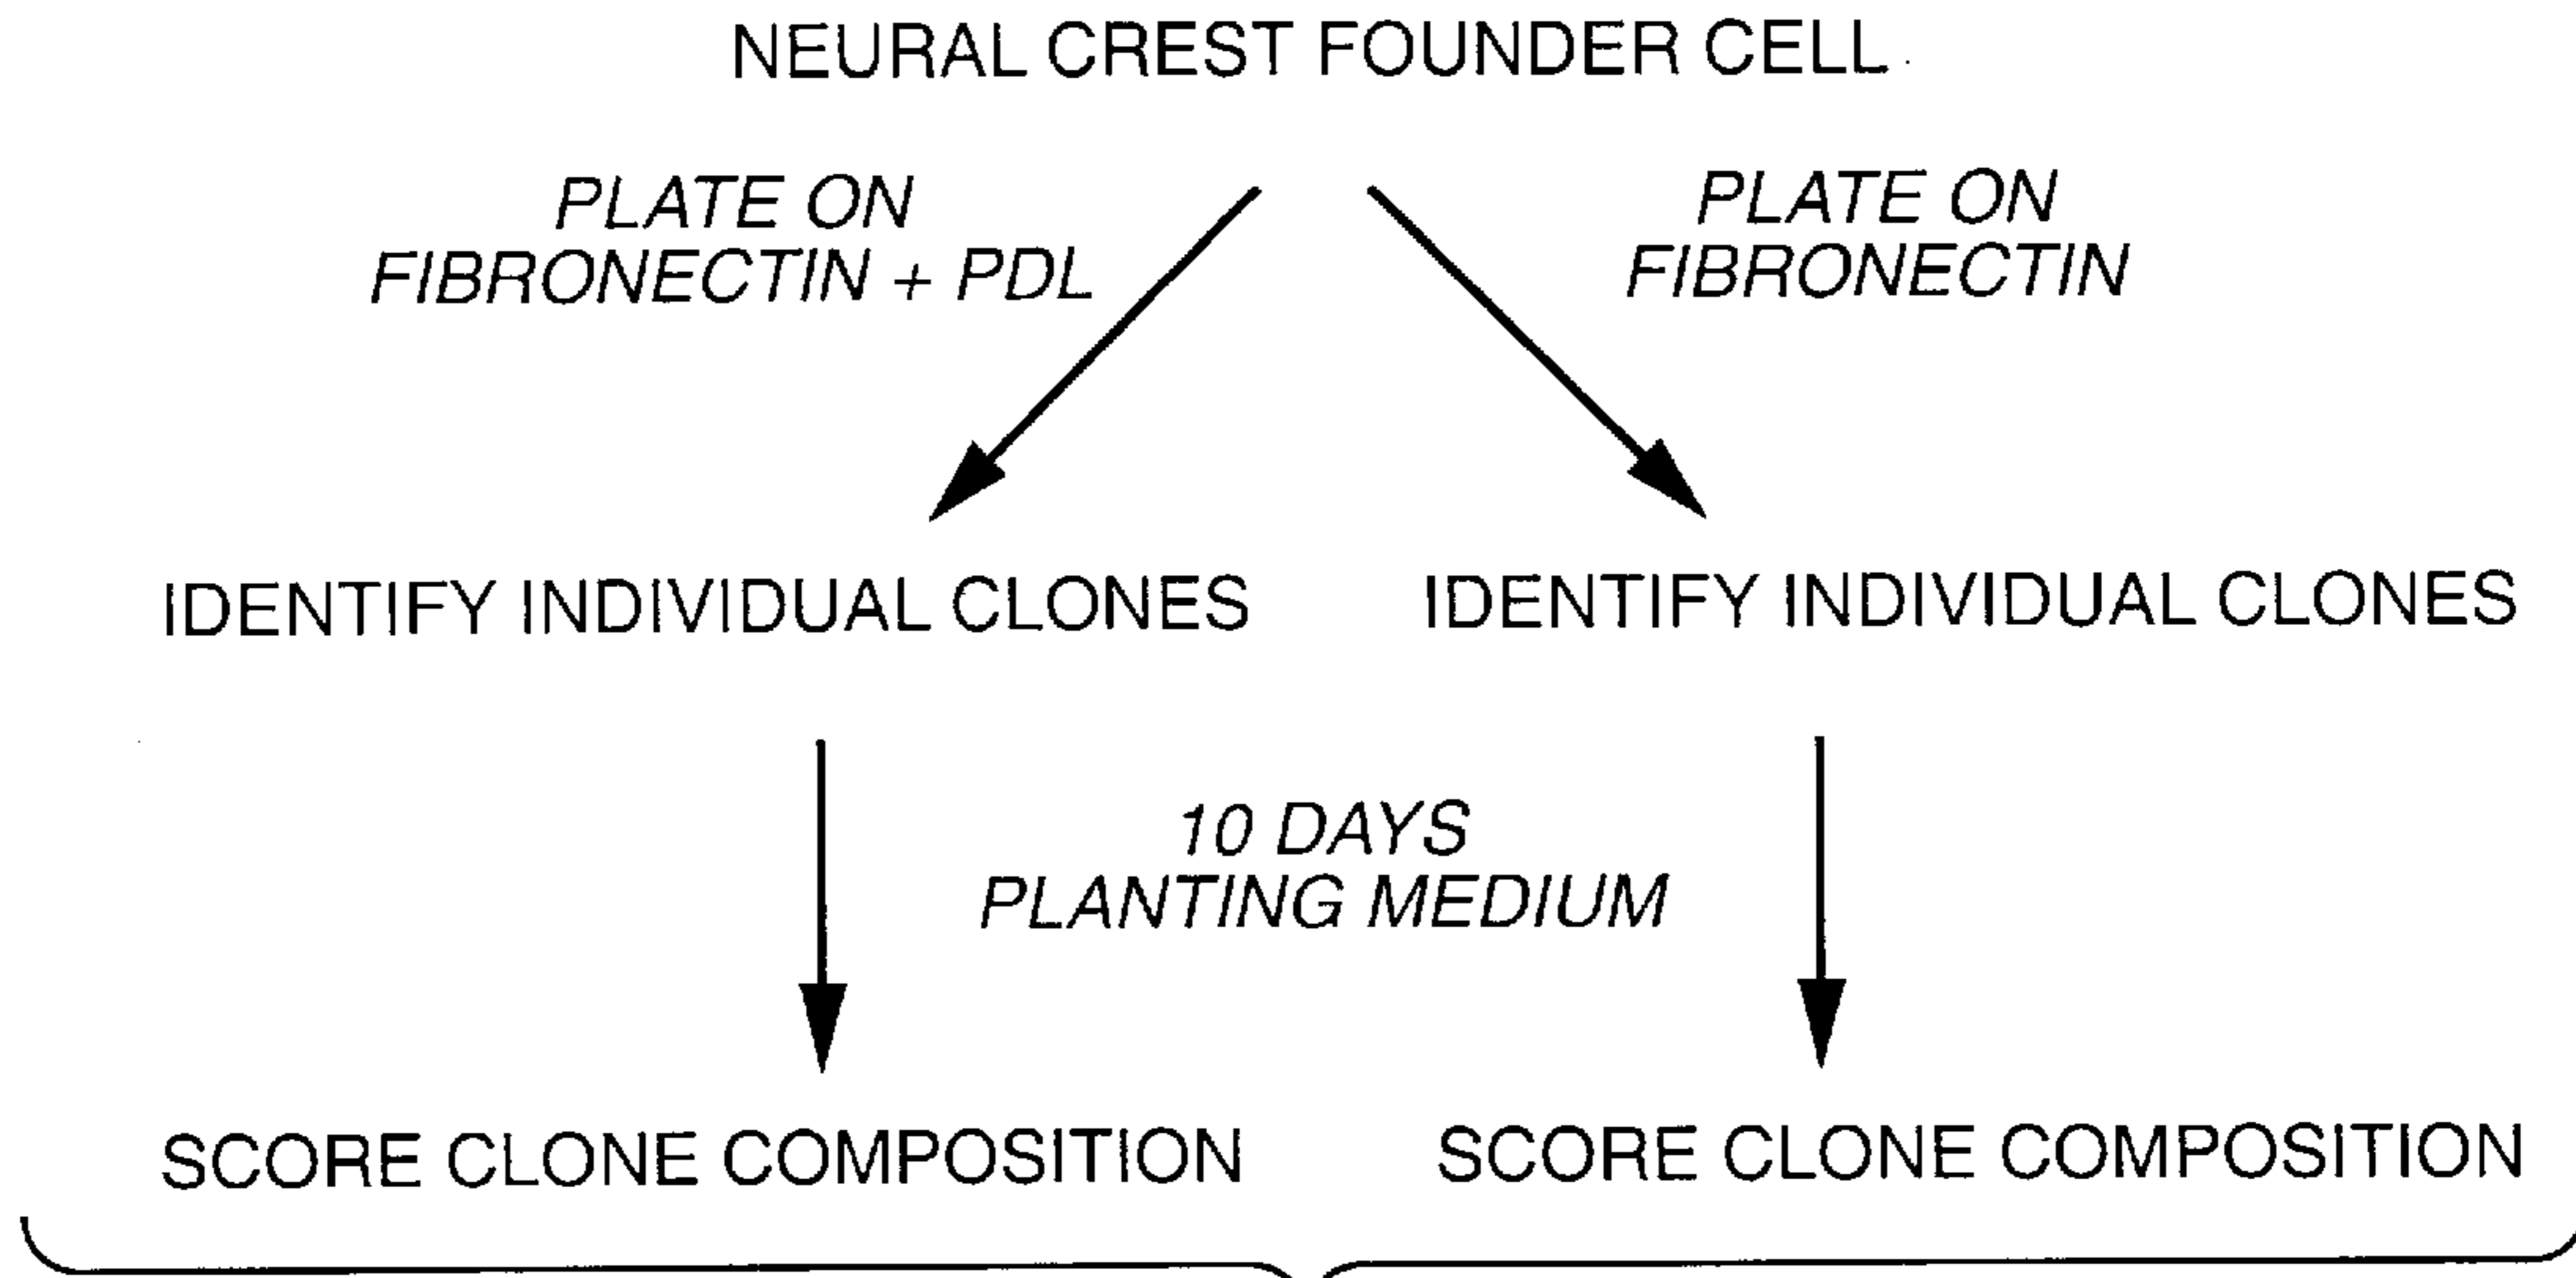 NEURAL CREST FOUNDER CELL
PLATE ON
FIBRONECTIN + PDL
PLATE ON
FIBRONECTIN
IDENTIFY INDIVIDUAL CLONES
IDENTIFY INDIVIDUAL CLONES
10 DAYS
PLANTING MEDIUM
SCORE CLONE COMPOSITION
SCORE CLONE COMPOSITION